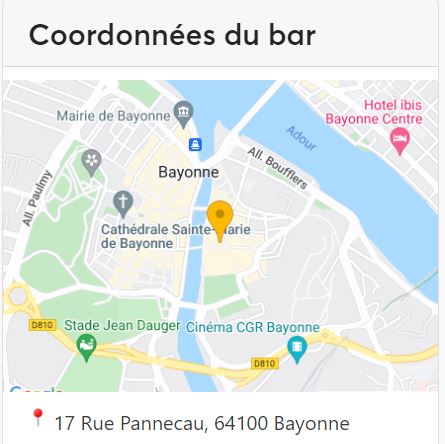 Coordonnées du bar
Mairie de Bayonne
Hotel ibis
Bayonne Centre
Adour
All. Boufflers
Bayonne
All. Paulmy
Cathédrale Sainte-Marie
de Bayonne
D810
Stade Jean Dauger
Cinéma CGR Bayonne
D810
Google
17 Rue Pannecau, 64100 Bayonne